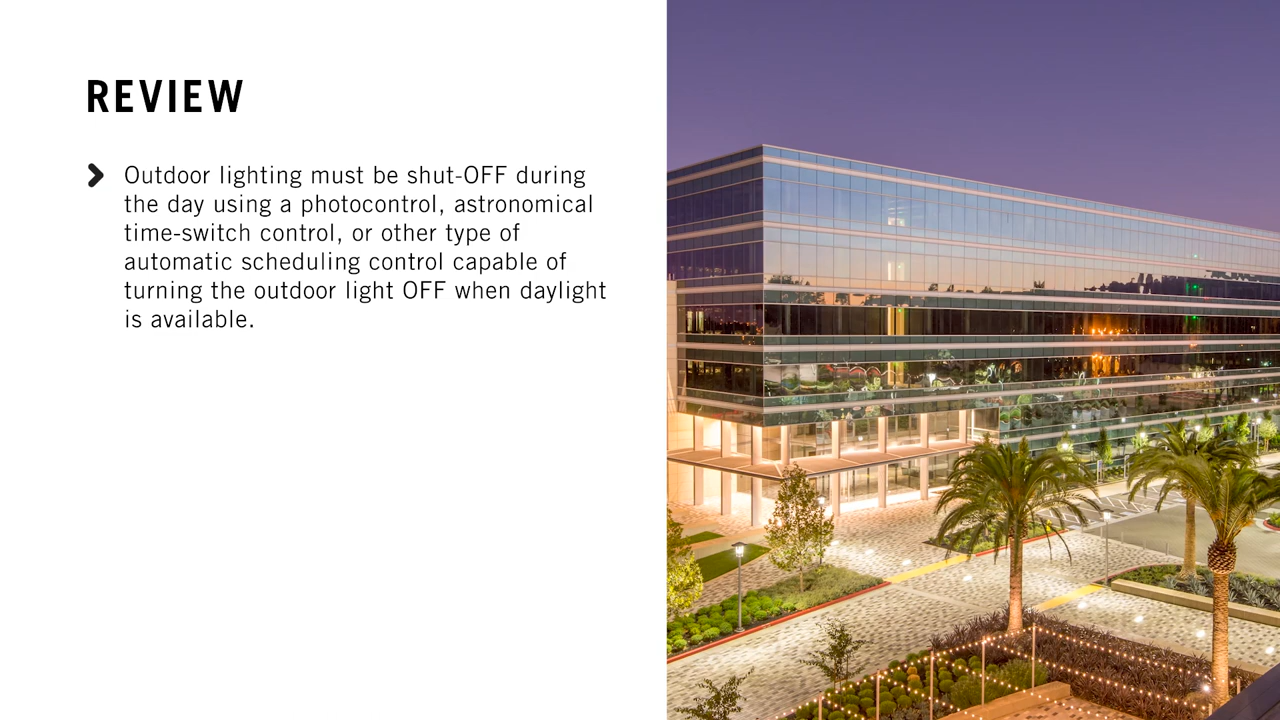 REVIEW
Outdoor lighting must be shut-OFF during
the day using a photocontrol, astronomical
time-switch control, or other type of
automatic scheduling control capable of
turning the outdoor light OFF when daylight
is available.